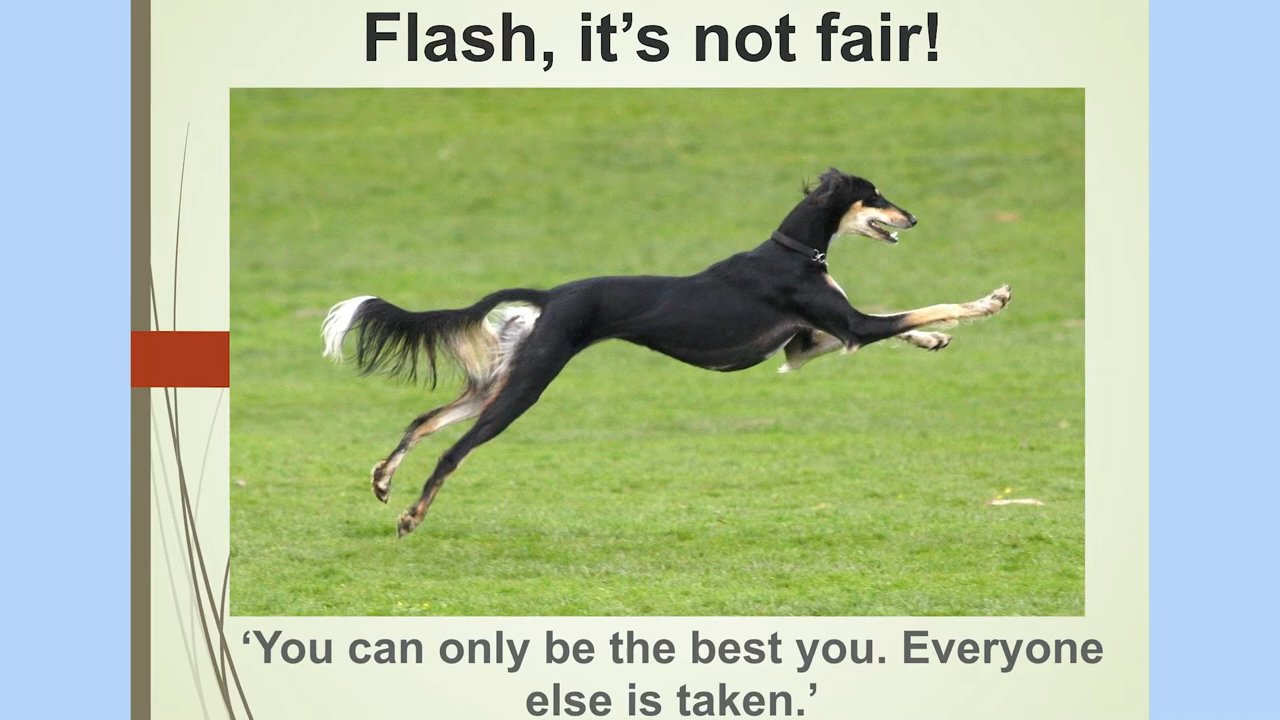 Flash, it’s not fair!
‘You can only be the best you. Everyone
else is taken.’